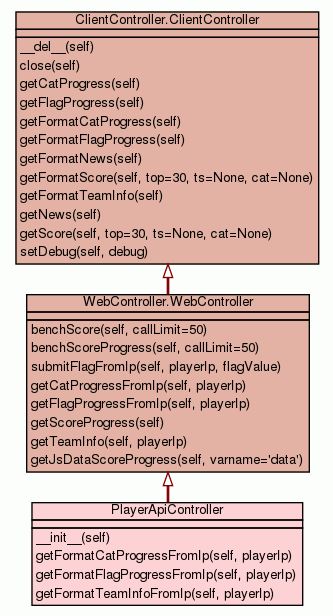 ClientController.ClientController
__del__(self)
close(self)
getCatProgress(self)
getFlagProgress(self)
getFormatCatProgress(self)
getFormatFlagProgress(self)
getFormatNews(self)
getFormatScore(self, top=30, ts=None, cat=None)
getFormatTeamInfo(self)
getNews(self)
getScore(self, top=30, ts=None, cat=None)
setDebug(self, debug)
WebController.WebController
benchScore(self, callLimit=50)
benchScoreProgress(self, callLimit=50)
submitFlagFromIp(self, playerIp, flagValue)
getCatProgressFromIp(self, playerIp)
getFlagProgressFromIp(self, playerIp)
getScoreProgress(self)
getTeamInfo(self, playerIp)
getJsDataScoreProgress(self, varname='data')
PlayerApiController
__init__(self)
getFormatCatProgressFromIp(self, playerIp)
getFormatFlagProgressFromIp(self, playerIp)
getFormatTeamInfoFromIp(self, playerIp)